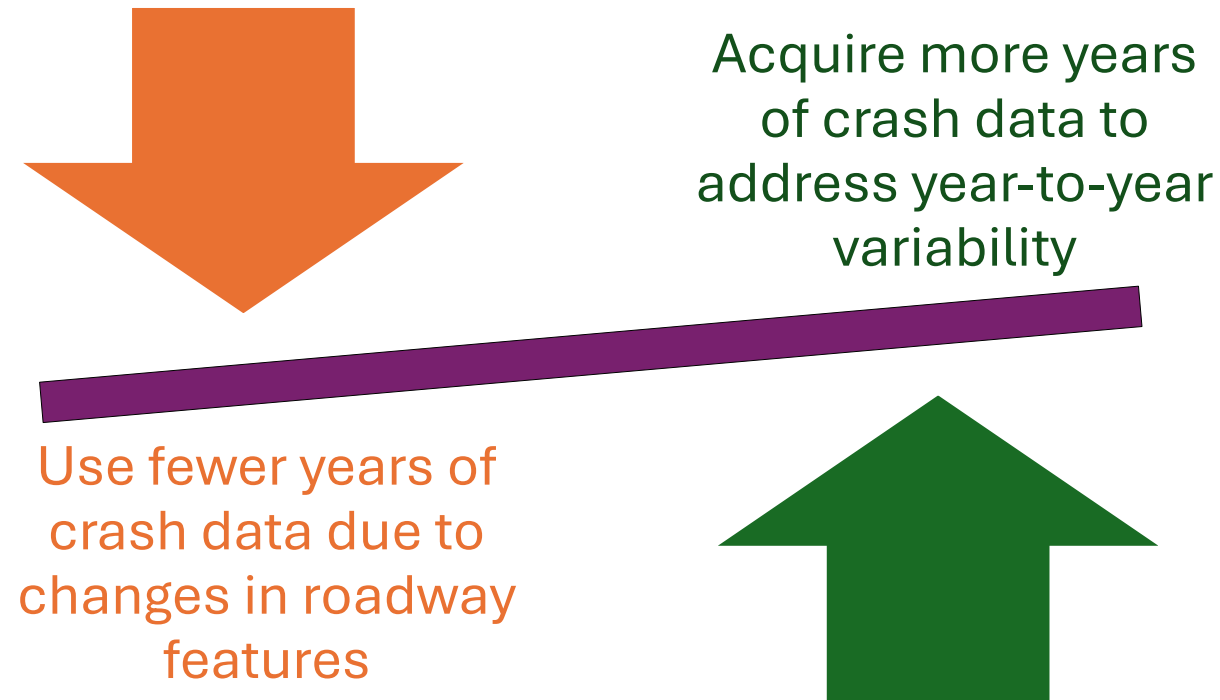 Acquire more years
of crash data to
address year-to-year
variability
Use fewer years of
crash data due to
changes in roadway
features